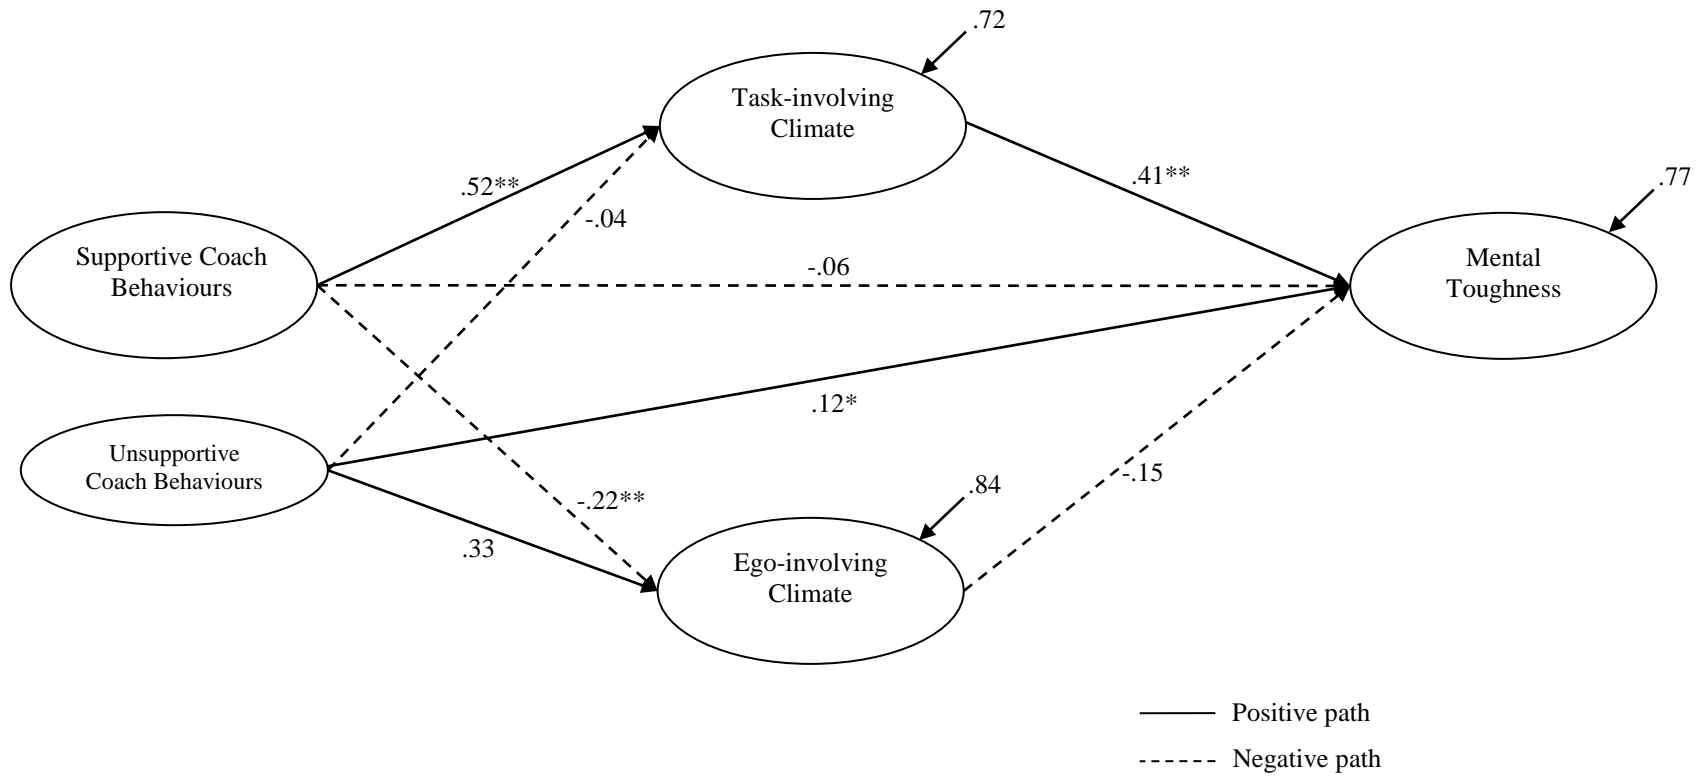 .72
Task-involving
Climate
.52**
.41**
.77
-.04
Supportive Coach
Behaviours
-.06
Mental
Toughness
.12*
Unsupportive
Coach Behaviours
-.22**
.84
-.15
.33
Ego-involving
Climate
Positive path
Negative path